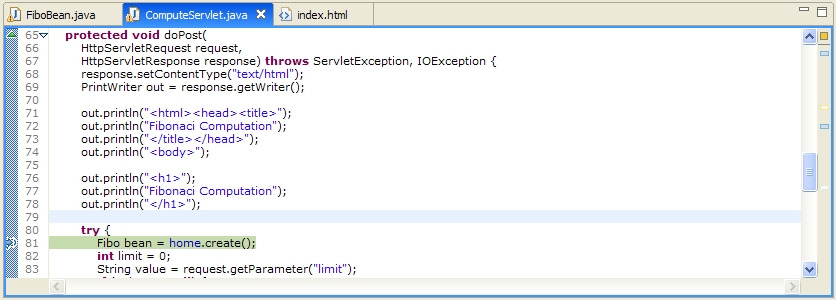 FiboBean.java ComputeServlet.java index.html
65 protected void doPost(
66 HttpServletRequest request,
67 HttpServletResponse response) throws ServletException, IOException {
68 response.setContentType("text/html");
69 PrintWriter out = response.getWriter();
70
71 out.println("<html><head><title>");
72 out.println("Fibonaci Computation");
73 out.println("</title></head>");
74 out.println("<body>");
75
76 out.println("<h1>");
77 out.println("Fibonaci Computation");
78 out.println("</h1>");
79
80 try {
81 Fibo bean = home.create();
82 int limit = 0;
83 String value = request.getParameter("limit");